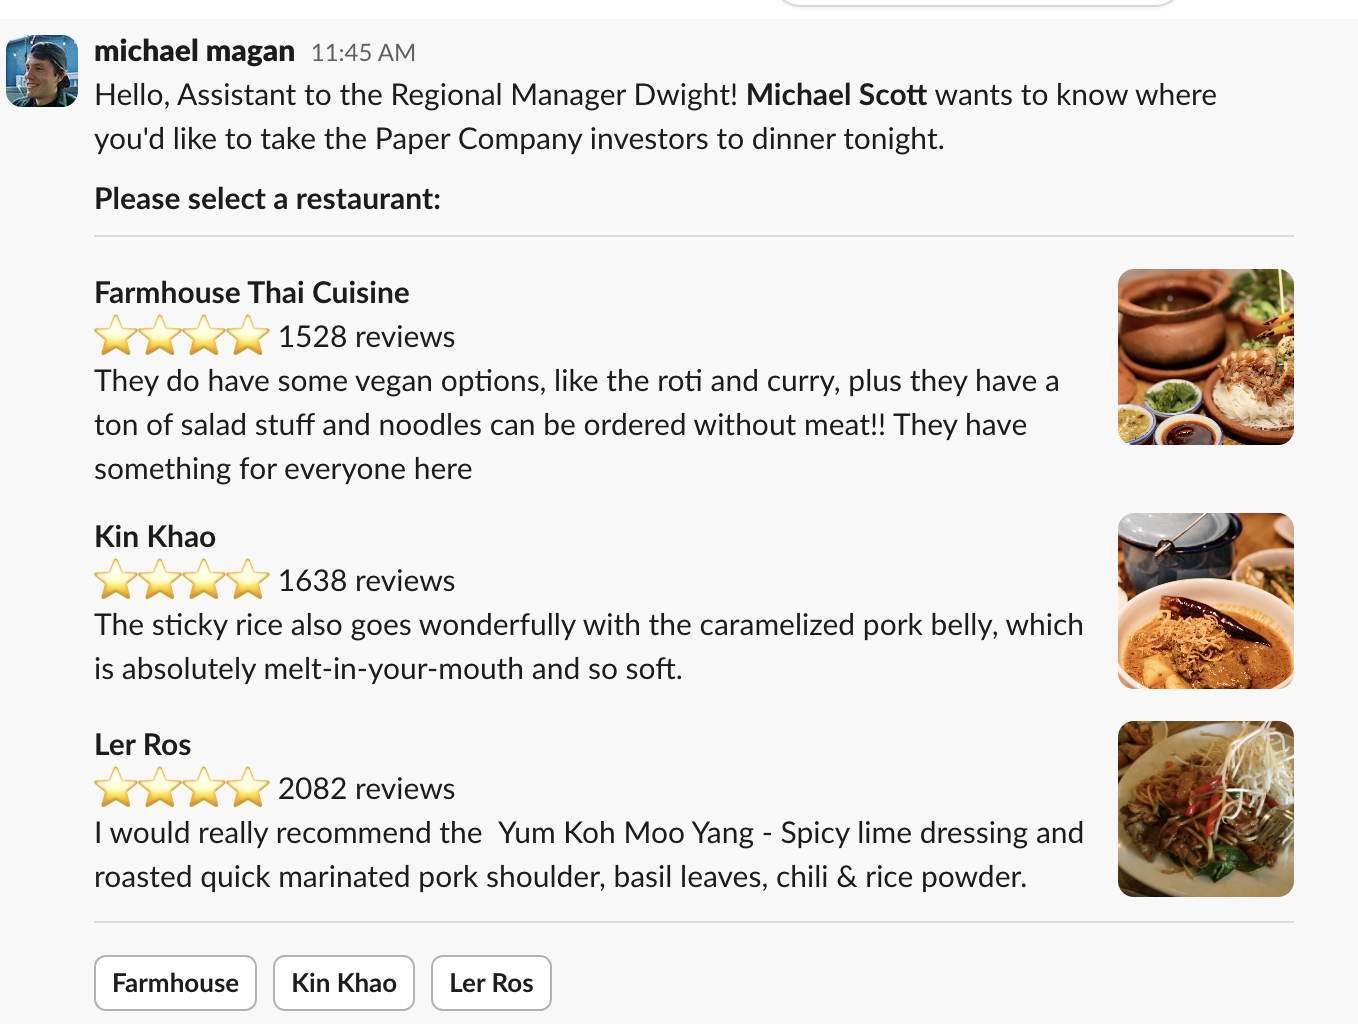 michael magan 11:45 AM
Hello, Assistant to the Regional Manager Dwight! Michael Scott wants to know where
you'd like to take the Paper Company investors to dinner tonight.
Please select a restaurant:
Farmhouse Thai Cuisine
1528 reviews
They do have some vegan options, like the roti and curry, plus they have a
ton of salad stuff and noodles can be ordered without meat!! They have
something for everyone here
Kin Khao
1638 reviews
The sticky rice also goes wonderfully with the caramelized pork belly, which
is absolutely melt-in-your-mouth and so soft.
Ler Ros
2082 reviews
I would really recommend the  Yum Koh Moo Yang - Spicy lime dressing and
roasted quick marinated pork shoulder, basil leaves, chili & rice powder.
Farmhouse Kin Khao Ler Ros